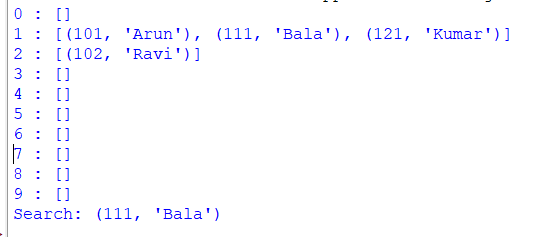 0 : []
1 : [(101, 'Arun'), (111, 'Bala'), (121, 'Kumar')]
2 : [(102, 'Ravi')]
3 : []
4 : []
5 : []
6 : []
7 : []
8 : []
9 : []
Search: (111, 'Bala')